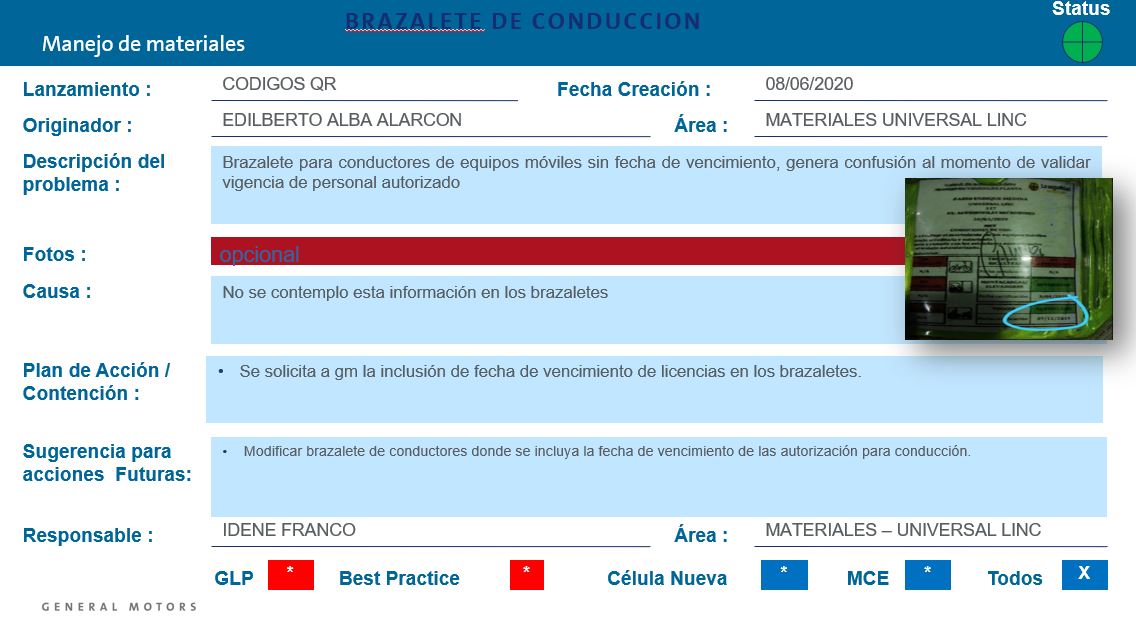 BRAZALETE DE CONDUCCION
Status
Manejo de materiales
Lanzamiento :
CODIGOS QR
Fecha Creación :
08/06/2020
Originador :
EDILBERTO ALBA ALARCON
Área :
MATERIALES UNIVERSAL LINC
Descripción del
problema :
Brazalete para conductores de equipos móviles sin fecha de vencimiento, genera confusión al momento de validar
vigencia de personal autorizado
Fotos :
opcional
Causa :
No se contemplo esta información en los brazaletes
Plan de Acción /
Contención :
• Se solicita a gm la inclusión de fecha de vencimiento de licencias en los brazaletes.
Sugerencia para
acciones Futuras:
• Modificar brazalete de conductores donde se incluya la fecha de vencimiento de las autorización para conducción.
Responsable :
IDENE FRANCO
Área :
MATERIALES – UNIVERSAL LINC
GLP * Best Practice * Célula Nueva * MCE * Todos X
GENERAL MOTORS